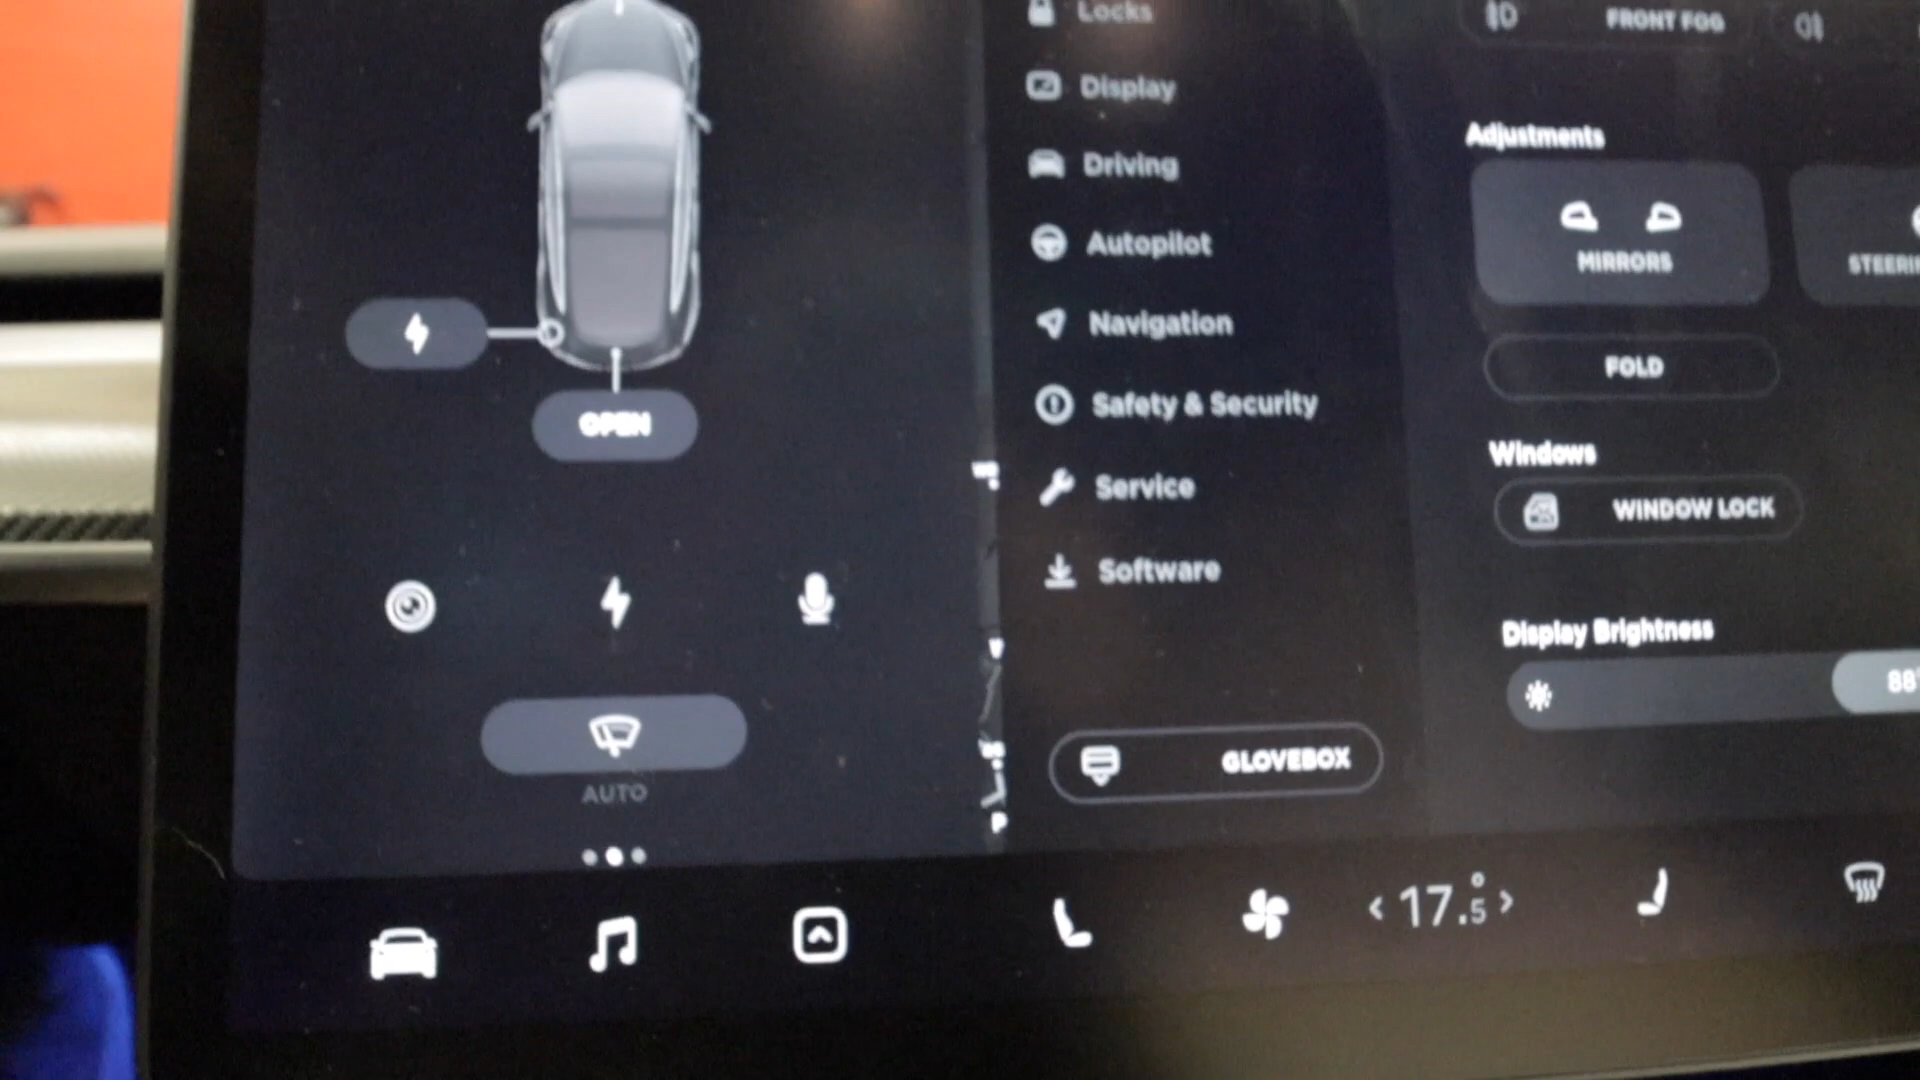 Locks
Display
Driving
Autopilot
Navigation
Safety & Security
Service
Software
GLOVEBOX
OPEN
AUTO
FRONT FOG
Adjustments
MIRRORS
FOLD
Windows
WINDOW LOCK
Display Brightness
88
< 17.5° >